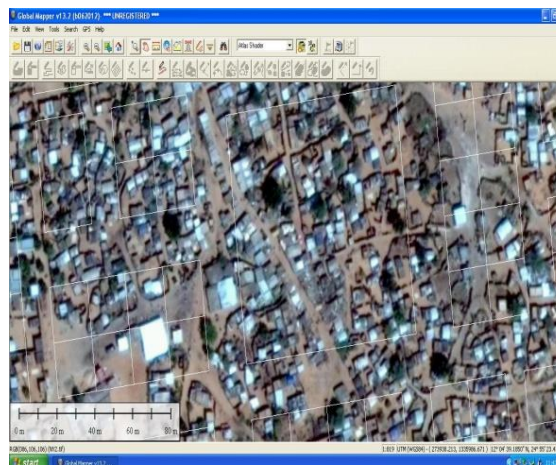 Global Mapper v13.2 (b062012) *** UNREGISTERED ***
File Edit View Tools Search GPS Help
Atlas Shader
0 m 20 m 40 m 60 m 80 m
start
Global Mapper v13.2